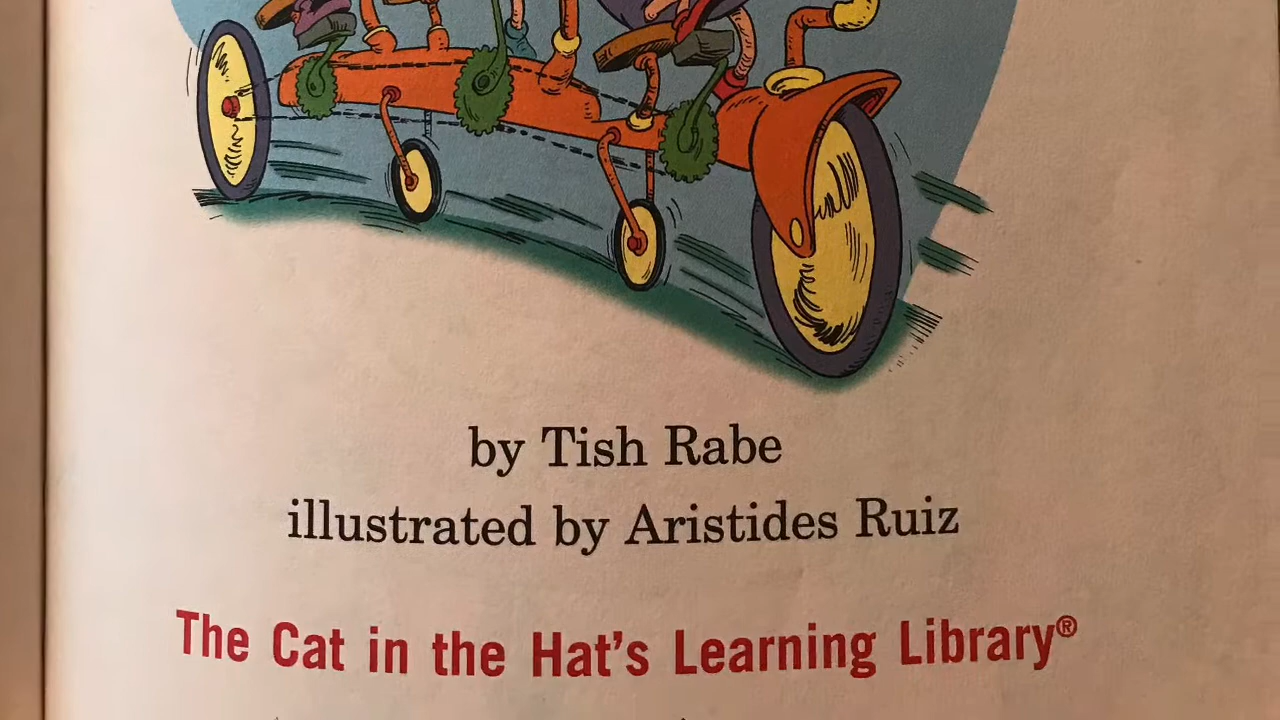 by Tish Rabe
illustrated by Aristides Ruiz
The Cat in the Hat's Learning Library®